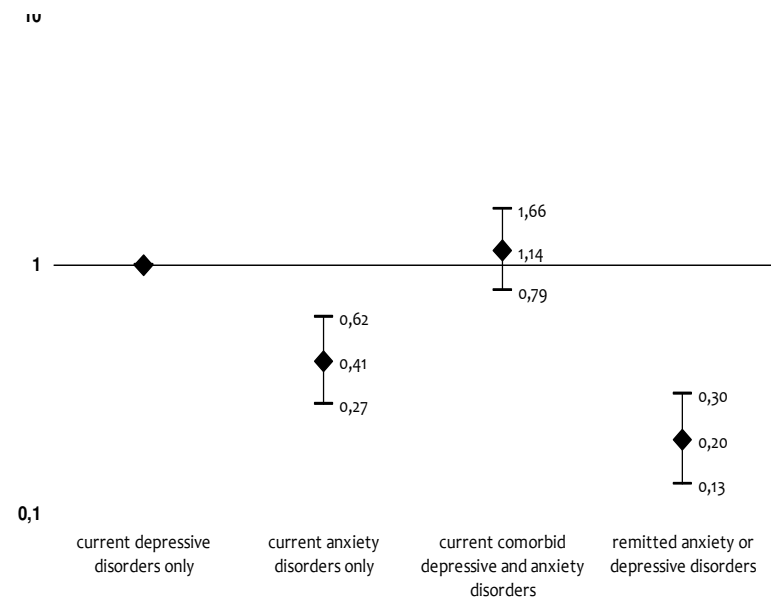 10
1,66
1
1,14
0,79
0,62
0,41
0,27
0,30
0,20
0,13
0,1
current depressive
disorders only
current anxiety
disorders only
current comorbid
depressive and anxiety
disorders
remitted anxiety or
depressive disorders